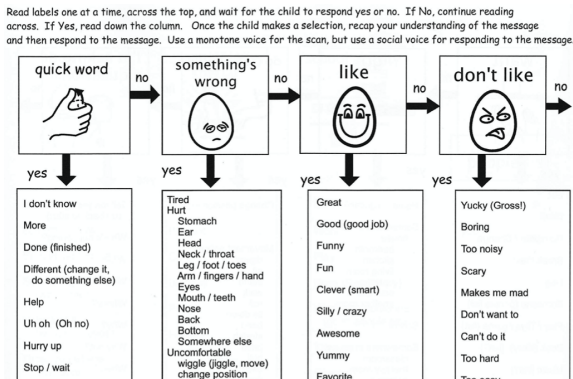 Read labels one at a time, across the top, and wait for the child to respond yes or no. If No, continue reading
across. If Yes, read down the column. Once the child makes a selection, recap your understanding of the message
and then respond to the message. Use a monotone voice for the scan, but use a social voice for responding to the message
quick word
no
something's
wrong
no
like
no
don't like
no
yes
yes
yes
yes
I don't know
More
Done (finished)
Different (change it,
do something else)
Help
Uh oh (Oh no)
Hurry up
Stop / wait
Tired
Hurt
Stomach
Ear
Head
Neck / throat
Leg / foot / toes
Arm / fingers / hand
Eyes
Mouth / teeth
Nose
Back
Bottom
Somewhere else
Uncomfortable
wiggle (jiggle, move)
change position
Great
Good (good job)
Funny
Fun
Clever (smart)
Silly / crazy
Awesome
Yummy
Favorite
Yucky (Gross!)
Boring
Too noisy
Scary
Makes me mad
Don't want to
Can't do it
Too hard
Too easy